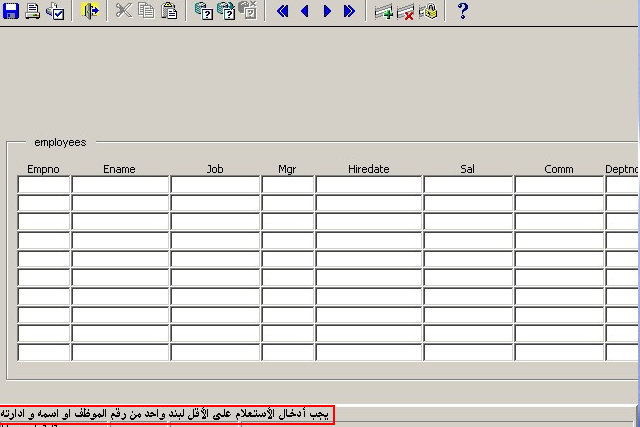 employees
Empno Ename Job Mgr Hiredate Sal Comm Deptno
يجب أدخال الأستعلام على الأقل لبند واحد من رقم الموظف او اسمه و ادارته